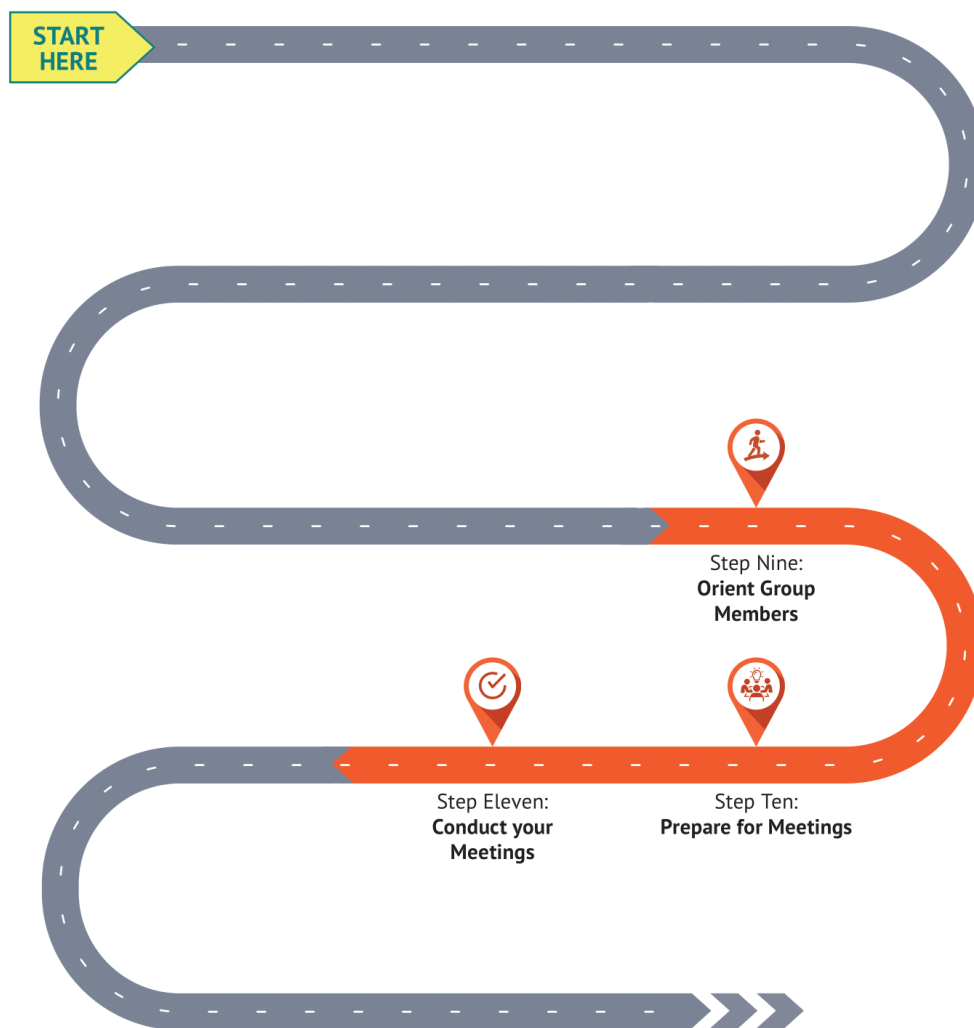 START
HERE
Step Nine:
Orient Group
Members
Step Eleven:
Conduct your
Meetings
Step Ten:
Prepare for Meetings